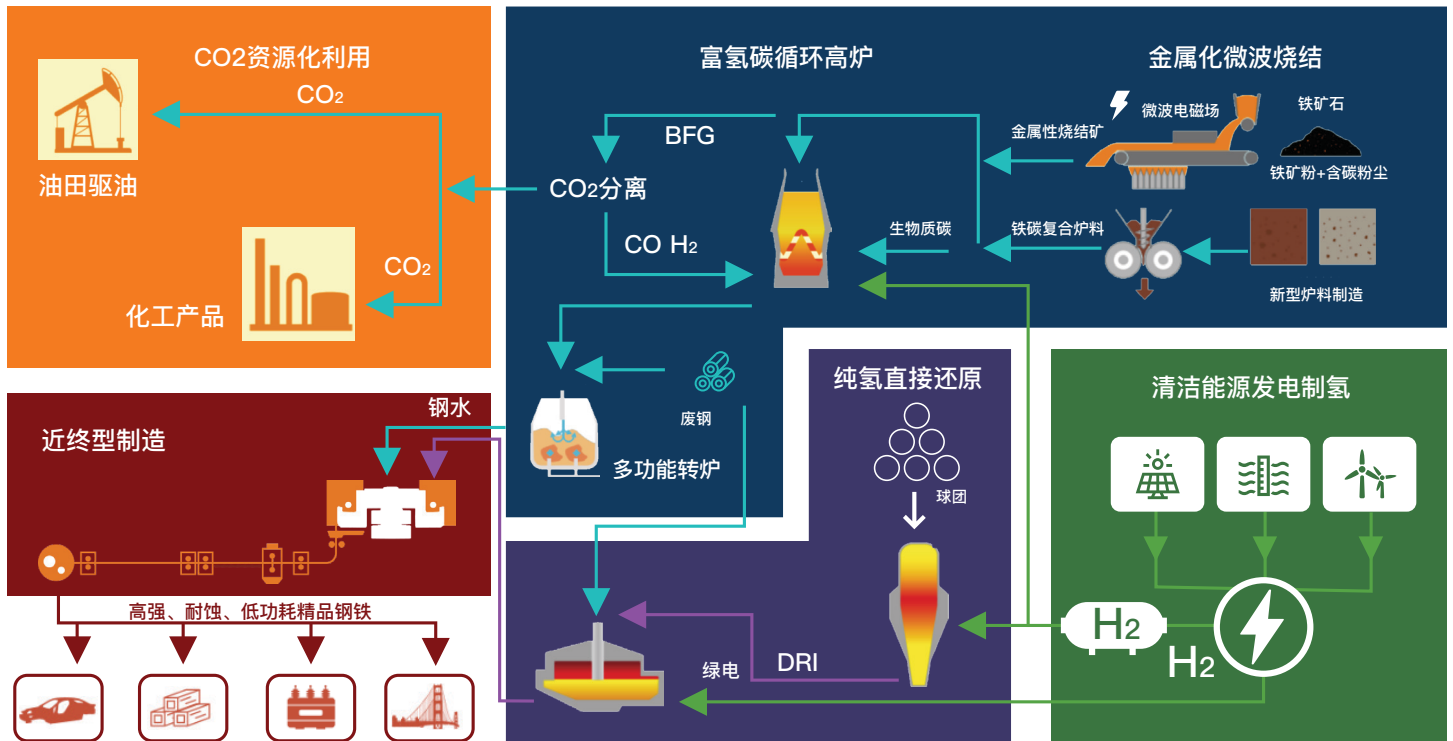 CO2资源化利用
CO₂
油田驱油
CO₂
化工产品
富氢碳循环高炉
BFG
CO₂分离
CO H₂
生物质碳
金属化微波烧结
微波电磁场
铁矿石
金属性烧结矿
铁矿粉+含碳粉尘
铁碳复合炉料
新型炉料制造
废钢
多功能转炉
钢水
近终型制造
高强、耐蚀、低功耗精品钢铁
纯氢直接还原
球团
DRI
绿电
清洁能源发电制氢
H₂
H₂